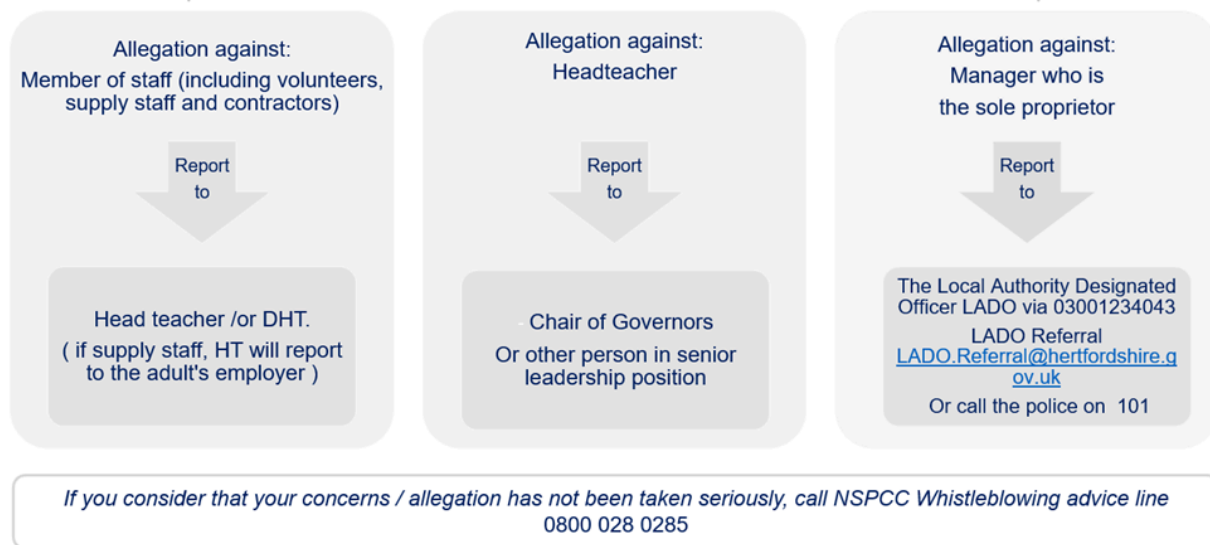 Allegation against:
Member of staff (including volunteers,
supply staff and contractors)
Report
to
Head teacher /or DHT.
( if supply staff, HT will report
to the adult's employer )
Allegation against:
Headteacher
Report
to
Chair of Governors
Or other person in senior
leadership position
Allegation against:
Manager who is
the sole proprietor
Report
to
The Local Authority Designated
Officer LADO via 03001234043
LADO Referral
LADO.Referral@hertfordshire.g
ov.uk
Or call the police on 101
If you consider that your concerns / allegation has not been taken seriously, call NSPCC Whistleblowing advice line
0800 028 0285